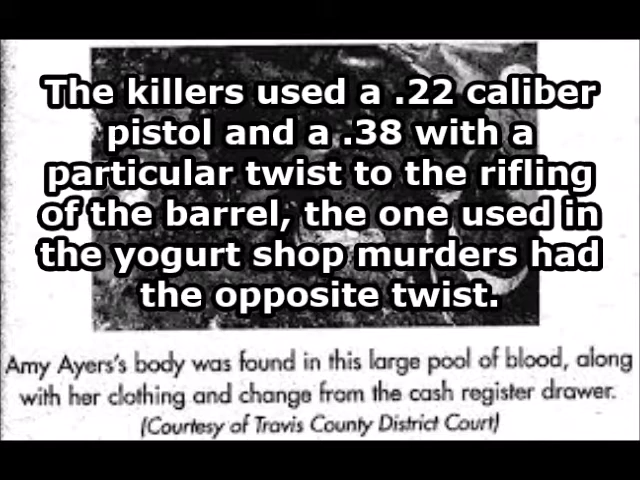 The killers used a .22 caliber
pistol and a .38 with a
particular twist to the rifling
of the barrel, the one used in
the yogurt shop murders had
the opposite twist.
Amy Ayers's body was found in this large pool of blood, along
with her clothing and change from the cash register drawer.
(Courtesy of Travis County District Court)